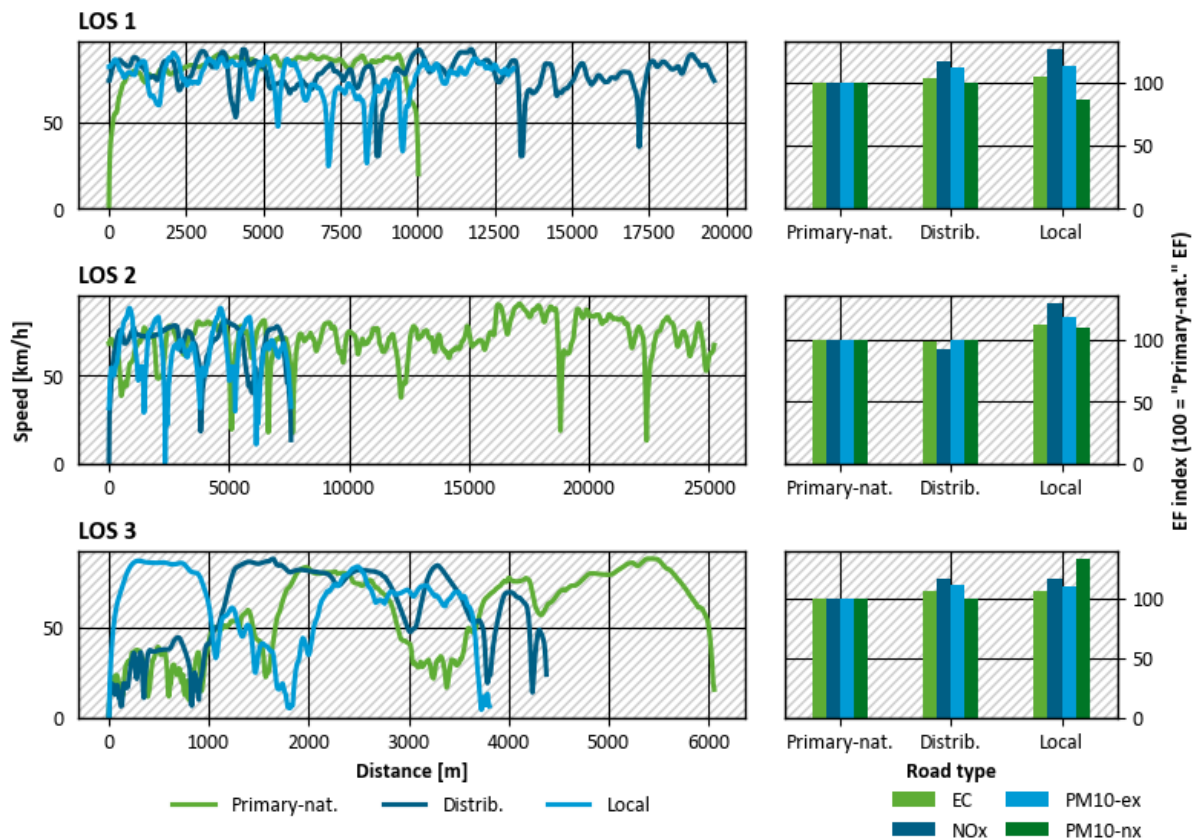 LOS 1
50
0
0 2500 5000 7500 10000 12500 15000 17500 20000
100
50
0
Primary-nat. Distrib. Local
LOS 2
50
0
0 5000 10000 15000 20000 25000
100
50
0
Primary-nat. Distrib. Local
LOS 3
50
0
0 1000 2000 3000 4000 5000 6000
100
50
0
Primary-nat. Distrib. Local
Speed [km/h]
EF index (100 = "Primary-nat." EF)
Distance [m]
Road type
Primary-nat. Distrib. Local
EC PM10-ex
NOx PM10-nx